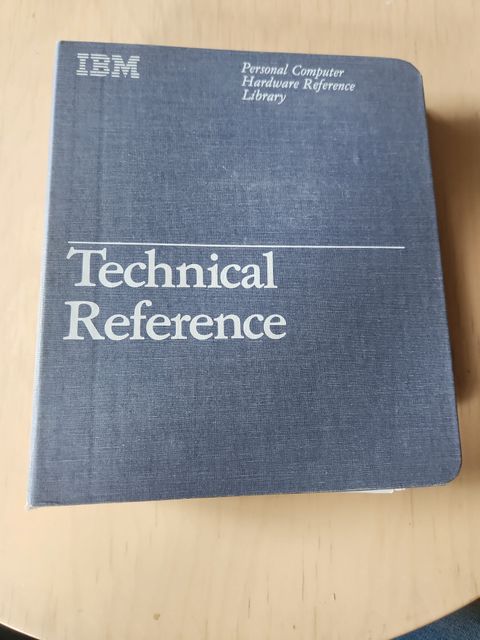 IBM
Personal Computer
Hardware Reference
Library
Technical
Reference